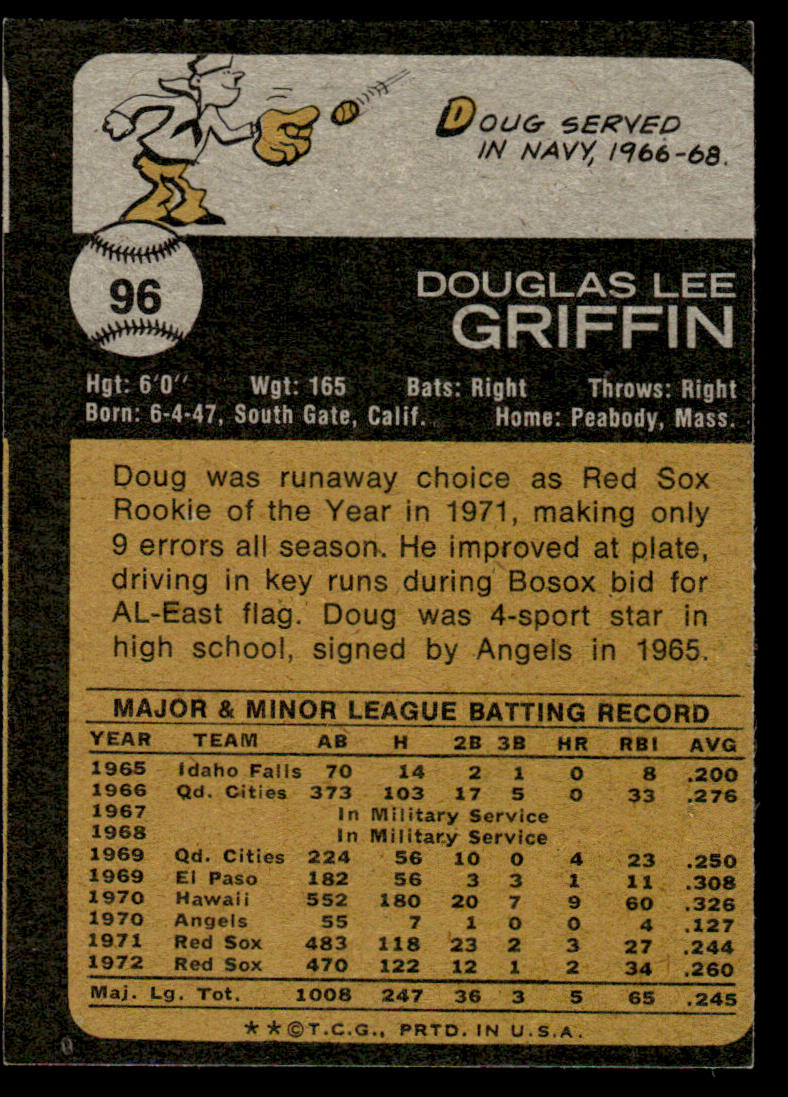 DOUG SERVED
IN NAVY, 1966-68.
96
DOUGLAS LEE
GRIFFIN
Hgt: 6'0" Wgt: 165 Bats: Right Throws: Right
Born: 6-4-47, South Gate, Calif. Home: Peabody, Mass.
Doug was runaway choice as Red Sox
Rookie of the Year in 1971, making only
9 errors all season. He improved at plate,
driving in key runs during Bosox bid for
AL-East flag. Doug was 4-sport star in
high school, signed by Angels in 1965.
MAJOR & MINOR LEAGUE BATTING RECORD
YEAR TEAM AB H 2B 3B HR RBI AVG
1965 Idaho Falls 70 14 2 1 0 8 .200
1966 Qd. Cities 373 103 17 5 0 33 .276
1967 In Military Service
1968 In Military Service
1969 Qd. Cities 224 56 10 0 4 23 .250
1969 El Paso 182 56 3 3 1 11 .308
1970 Hawaii 552 180 20 7 9 60 .326
1970 Angels 55 7 1 0 0 4 .127
1971 Red Sox 483 118 23 2 3 27 .244
1972 Red Sox 470 122 12 1 2 34 .260
Maj. Lg. Tot. 1008 247 36 3 5 65 .245
**©T.C.G., PRTD. IN U.S.A.